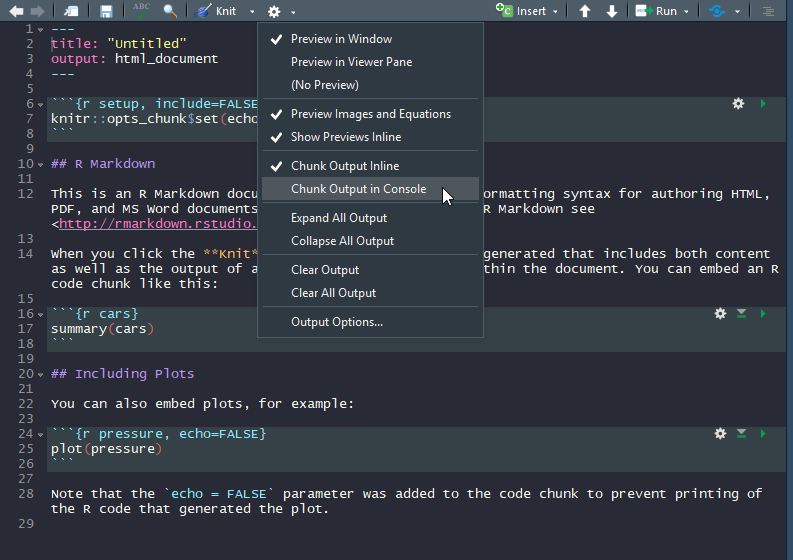 ABC Knit Insert Run
1 ---
2 title: "Untitled"
3 output: html_document
4 ---
5
6 ```{r setup, include=FALSE
7 knitr::opts_chunk$set(echo
8 ```
9
10 ## R Markdown
11
12 This is an R Markdown docu ormatting syntax for authoring HTML,
PDF, and MS Word documents R Markdown see
<http://rmarkdown.rstudio.
13
14 When you click the **Knit* generated that includes both content
as well as the output of a thin the document. You can embed an R
code chunk like this:
15
16 ```{r cars}
17 summary(cars)
18 ```
19
20 ## Including Plots
21
22 You can also embed plots, for example:
23
24 ```{r pressure, echo=FALSE}
25 plot(pressure)
26 ```
27
28 Note that the `echo = FALSE` parameter was added to the code chunk to prevent printing of
the R code that generated the plot.
29
Preview in Window
Preview in Viewer Pane
(No Preview)
Preview Images and Equations
Show Previews Inline
Chunk Output Inline
Chunk Output in Console
Expand All Output
Collapse All Output
Clear Output
Clear All Output
Output Options...